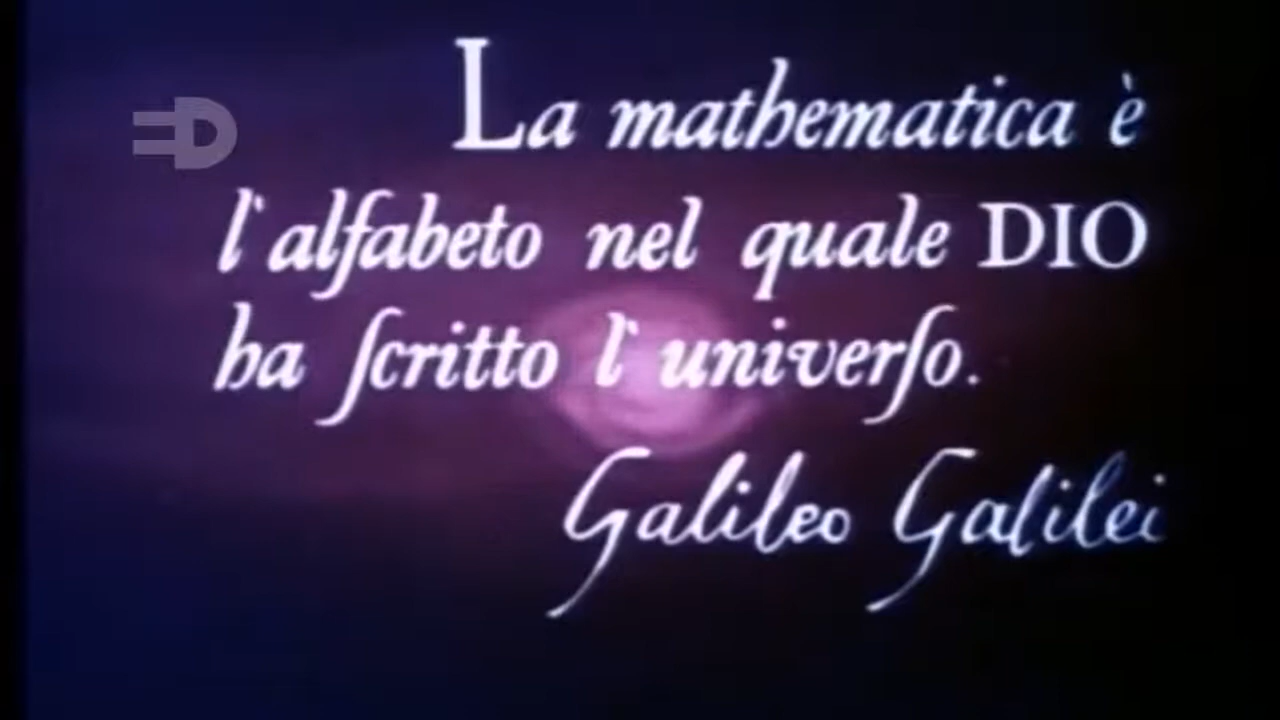 La mathematica è
l'alfabeto nel quale DIO
ha ſcritto l'univerſo.
Galileo Galilei